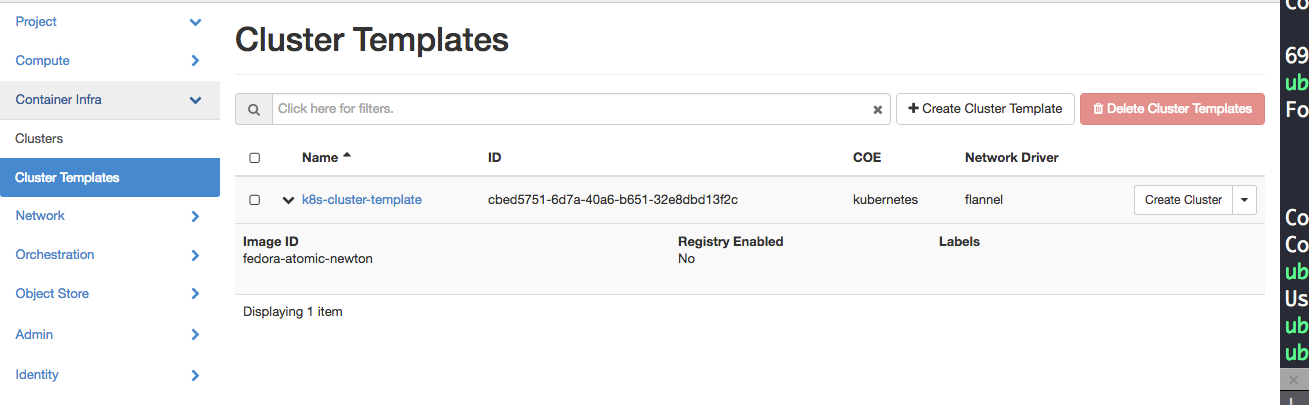 Project
Compute
Container Infra
Clusters
Cluster Templates
Network
Orchestration
Object Store
Admin
Identity
Cluster Templates
Click here for filters.
Create Cluster Template
Delete Cluster Templates
Name ID COE Network Driver
k8s-cluster-template cbed5751-6d7a-40a6-b651-32e8dbd13f2c kubernetes flannel Create Cluster
Image ID Registry Enabled Labels
fedora-atomic-newton No
Displaying 1 item
Co
69
ub
Fo
Co
Co
ub
Us
ub
ub